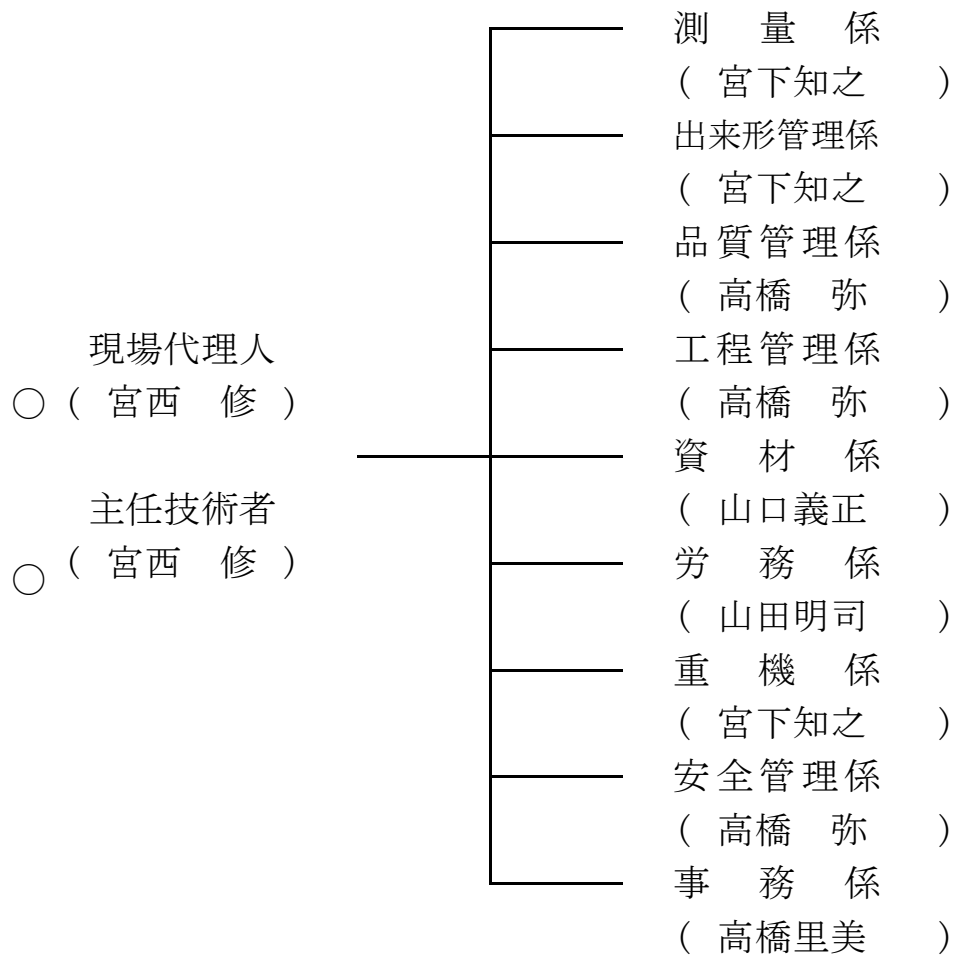 現場代理人
○ ( 宮西 修 )
主任技術者
○ ( 宮西 修 )
測量係
( 宮下知之 )
出来形管理係
( 宮下知之 )
品質管理係
( 高橋 弥 )
工程管理係
( 高橋 弥 )
資材係
( 山口義正 )
労務係
( 山田明司 )
重機係
( 宮下知之 )
安全管理係
( 高橋 弥 )
事務係
( 高橋里美 )